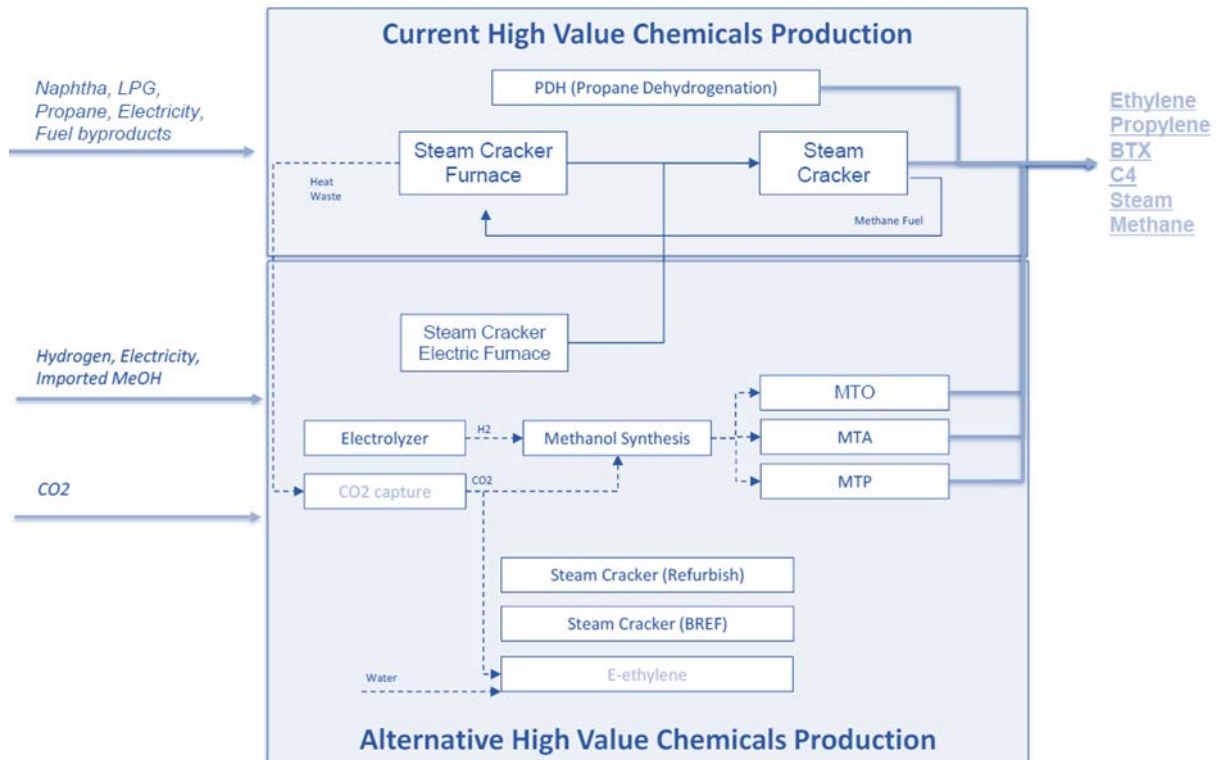 Current High Value Chemicals Production
Naphtha, LPG,
Propane, Electricity,
Fuel byproducts
PDH (Propane Dehydrogenation)
Steam Cracker
Furnace
Steam
Cracker
Heat
Waste
Methane Fuel
Ethylene
Propylene
BTX
C4
Steam
Methane
Steam Cracker
Electric Furnace
Hydrogen, Electricity,
Imported MeOH
Electrolyzer
H2
Methanol Synthesis
MTO
MTA
MTP
CO2
CO2 capture
CO2
Steam Cracker (Refurbish)
Steam Cracker (BREF)
E-ethylene
Water
Alternative High Value Chemicals Production